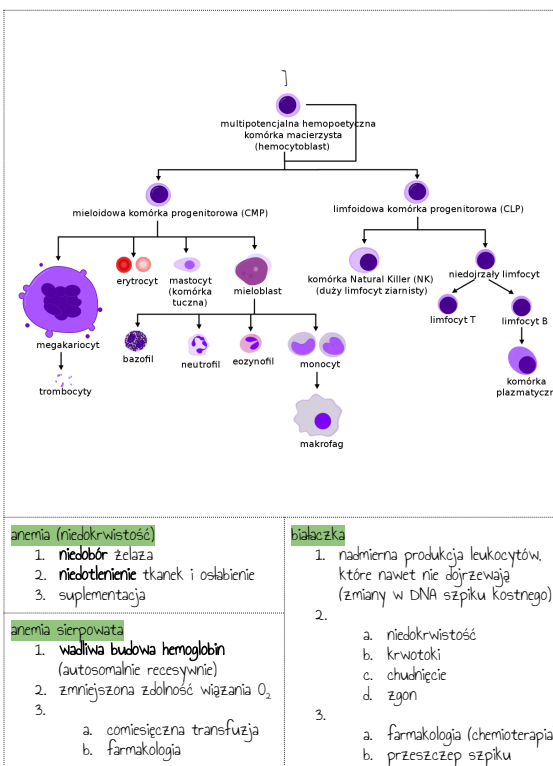 multipotencjalna hemopoetyczna
komórka macierzysta
(hemocytoblast)
mieloidowa komórka progenitorowa (CMP)
limfoidowa komórka progenitorowa (CLP)
erytrocyt
mastocyt
(komórka
tuczna)
mieloblast
komórka Natural Killer (NK)
(duży limfocyt ziarnisty)
niedojrzały limfocyt
limfocyt T
limfocyt B
megakariocyt
bazofil
neutrofil
eozynofil
monocyt
trombocyty
komórka
plazmatyczn
makrofag
anemia (niedokrwistość)
1. niedobór żelaza
2. niedotlenienie tkanek i osłabienie
3. suplementacja
anemia sierpowata
1. wadliwa budowa hemoglobin
(autosomalnie recesywnie)
2. zmniejszona zdolność wiązania O₂
3.
a. comiesięczna transfuzja
b. farmakologia
białaczka
1. nadmierna produkcja leukocytów,
które nawet nie dojrzewają
(zmiany w DNA szpiku kostnego)
2.
a. niedokrwistość
b. krwotoki
c. chudnięcie
d. zgon
3.
a. farmakologia (chemioterapia
b. przeszczep szpiku